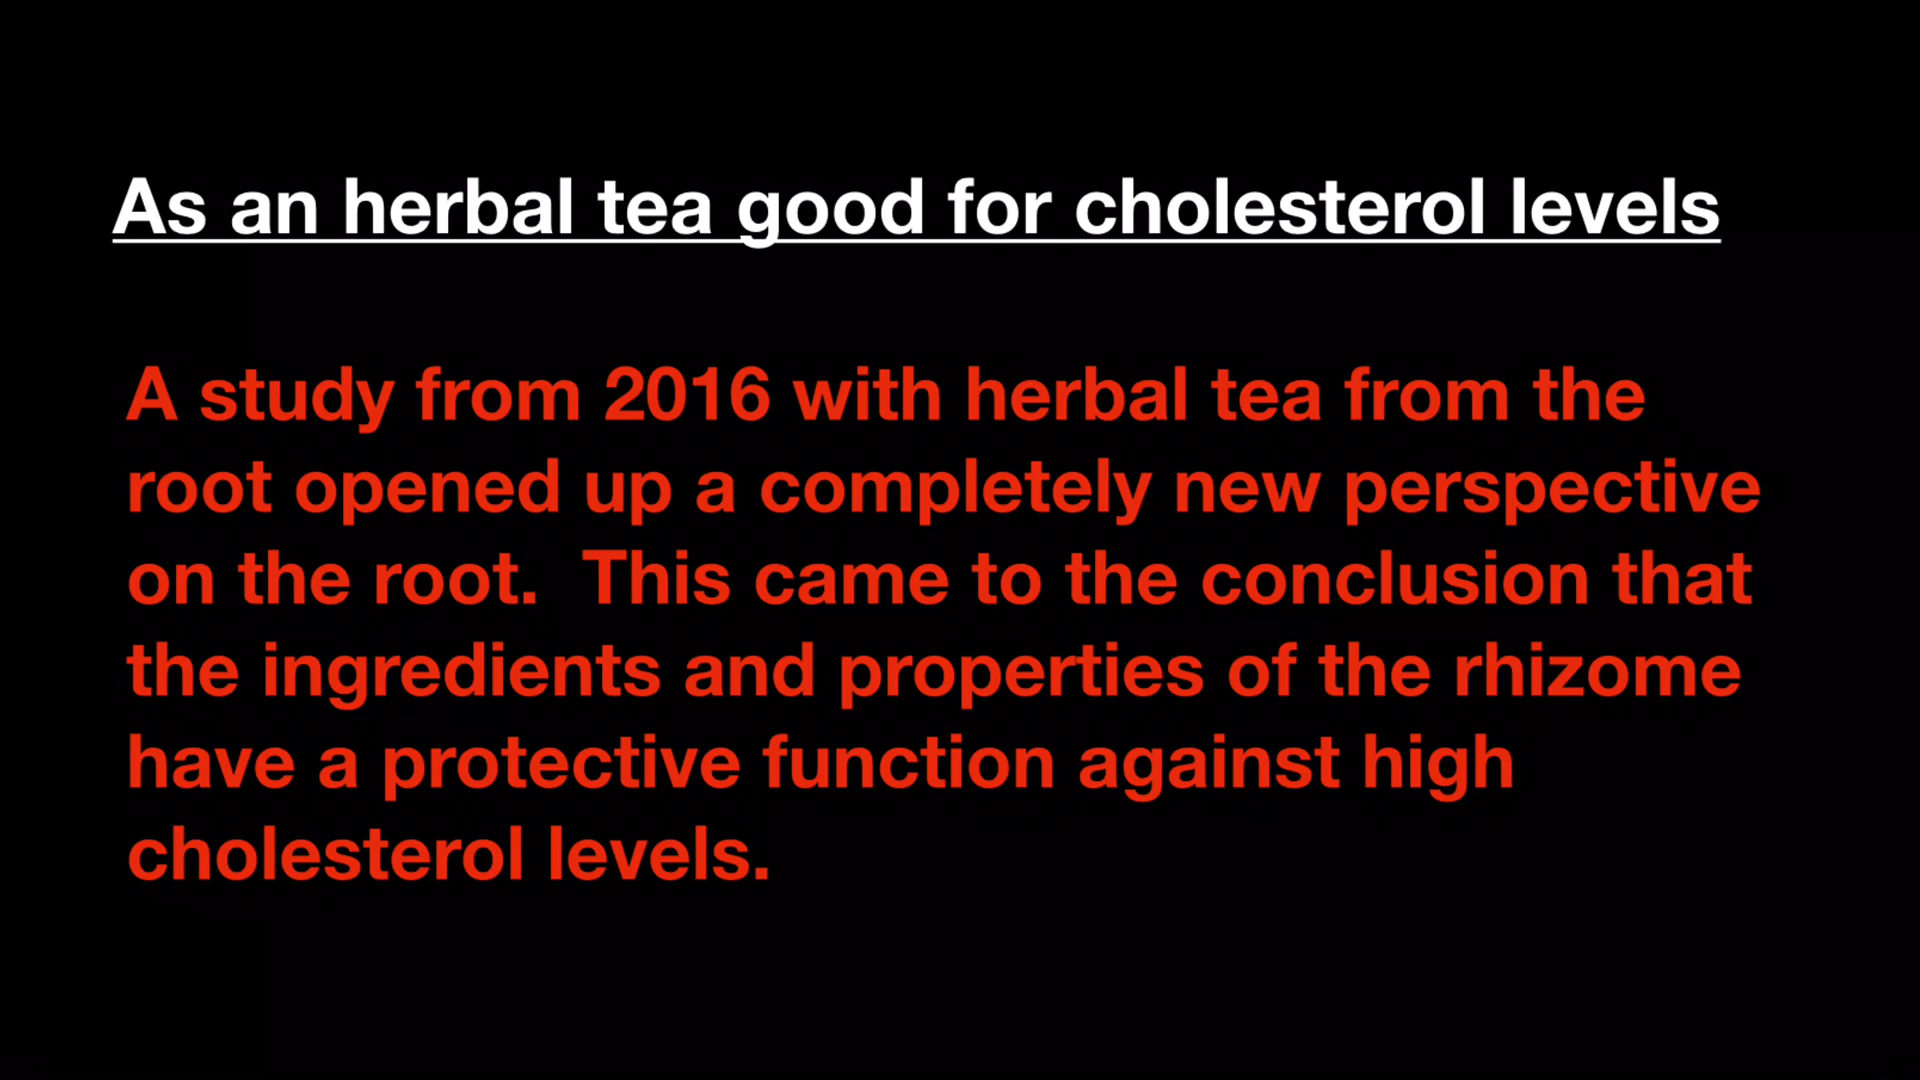 As an herbal tea good for cholesterol levels
A study from 2016 with herbal tea from the
root opened up a completely new perspective
on the root.  This came to the conclusion that
the ingredients and properties of the rhizome
have a protective function against high
cholesterol levels.